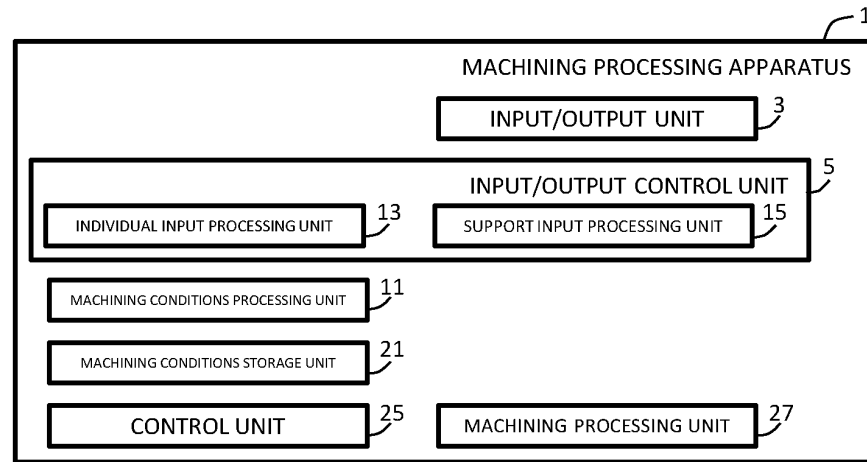 1
MACHINING PROCESSING APPARATUS
INPUT/OUTPUT UNIT
3
INPUT/OUTPUT CONTROL UNIT
5
INDIVIDUAL INPUT PROCESSING UNIT
13
SUPPORT INPUT PROCESSING UNIT
15
MACHINING CONDITIONS PROCESSING UNIT
11
MACHINING CONDITIONS STORAGE UNIT
21
CONTROL UNIT
25
MACHINING PROCESSING UNIT
27